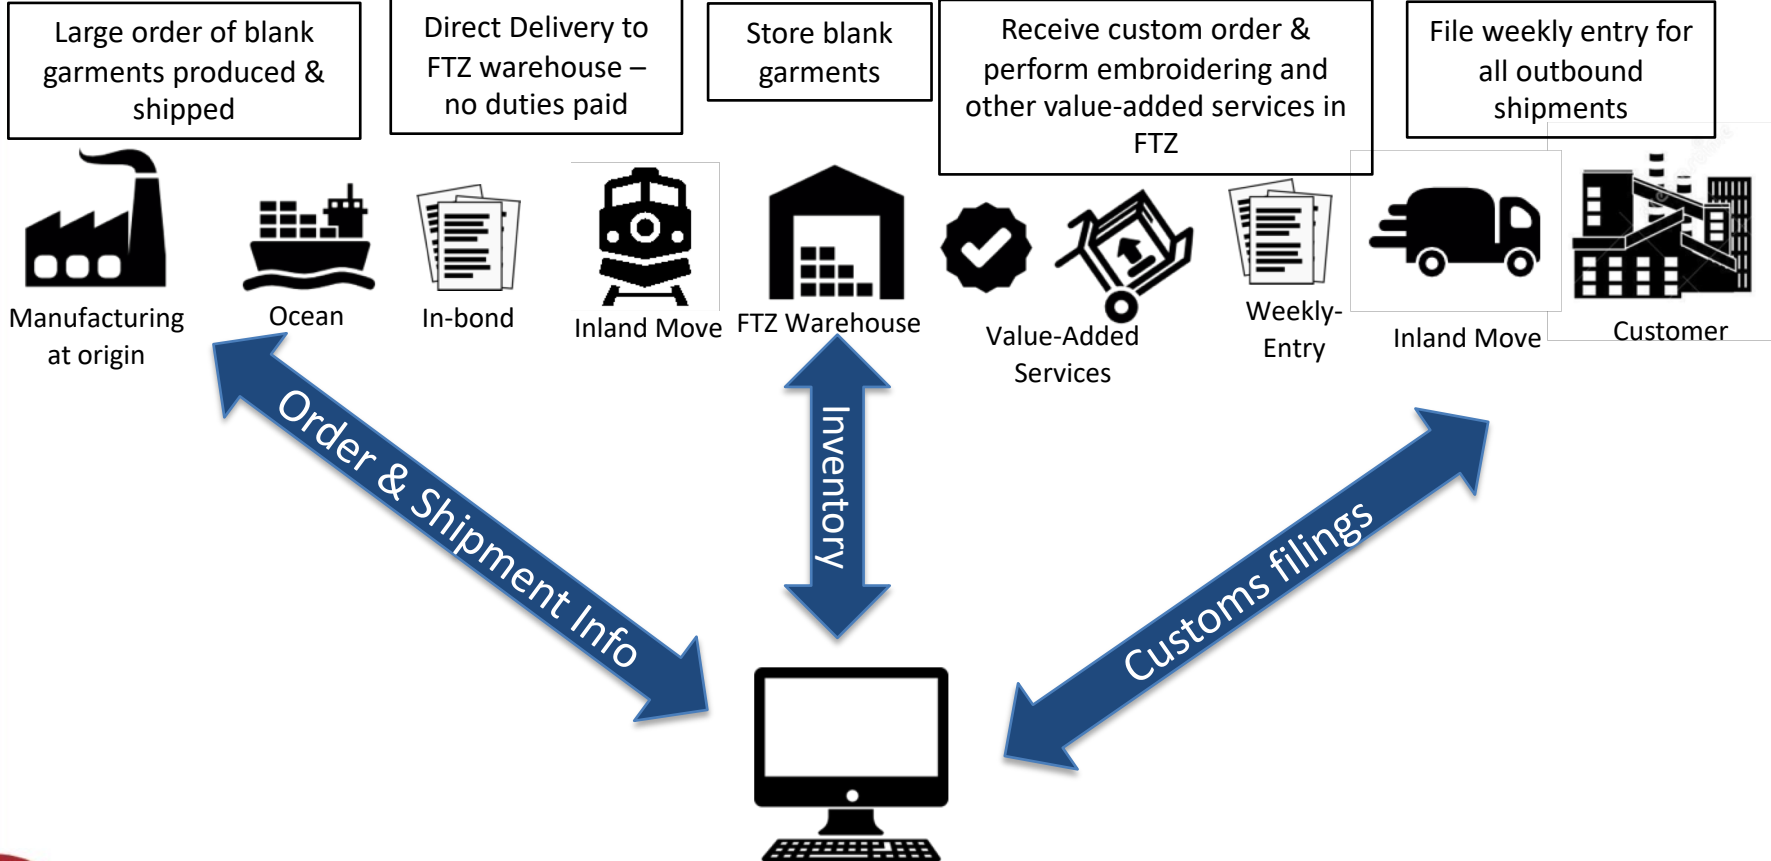 Large order of blank
garments produced &
shipped
Direct Delivery to
FTZ warehouse –
no duties paid
Store blank
garments
Receive custom order &
perform embroidering and
other value-added services in
FTZ
File weekly entry for
all outbound
shipments
Manufacturing
at origin
Ocean
In-bond
Inland Move
FTZ Warehouse
Value-Added
Services
Weekly-
Entry
Inland Move
Customer
Order & Shipment Info
Inventory
Customs filings